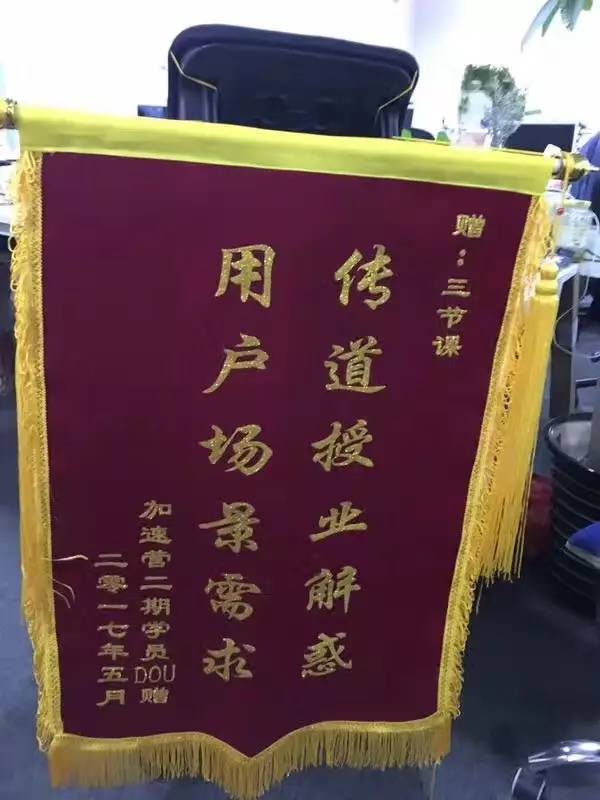 赠：三节课
传道授业解惑
用户场景需求
加速营二期学员DOU赠
二零一七年五月